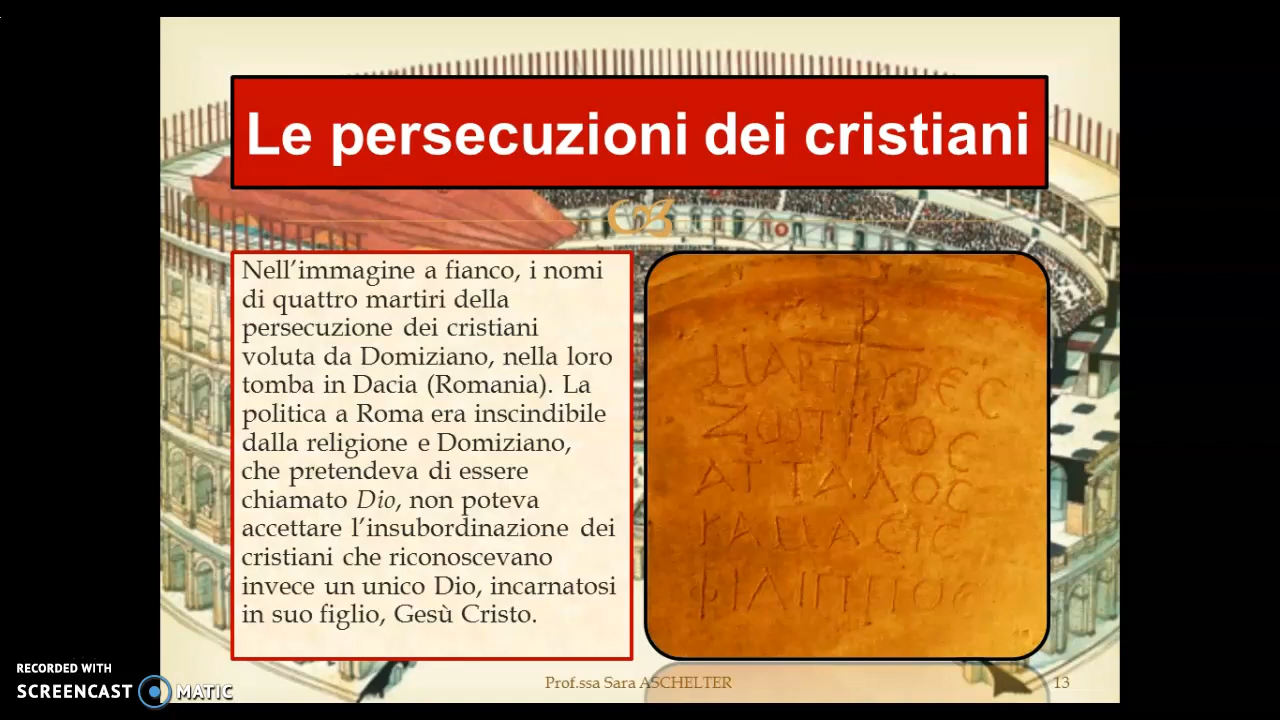 Le persecuzioni dei cristiani
Nell'immagine a fianco, i nomi
di quattro martiri della
persecuzione dei cristiani
voluta da Domiziano, nella loro
tomba in Dacia (Romania). La
politica a Roma era inscindibile
dalla religione e Domiziano,
che pretendeva di essere
chiamato Dio, non poteva
accettare l'insubordinazione dei
cristiani che riconoscevano
invece un unico Dio, incarnatosi
in suo figlio, Gesù Cristo.
ΜΑΡΤΥΡΕϹ
ΖΩΤΙΚΟϹ
ΑΤΤΑΛΟϹ
ΚΑΜΑϹΙϹ
ΦΙΛΙΠΠΟϹ
Prof.ssa Sara ASCHELTER
13
RECORDED WITH
SCREENCAST MATIC